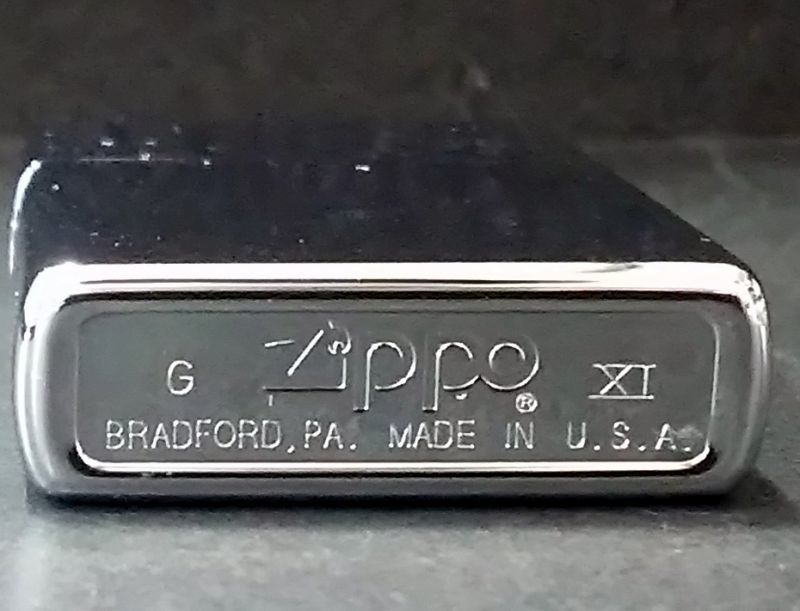 G Zippo® XI
BRADFORD,PA. MADE IN U.S.A.